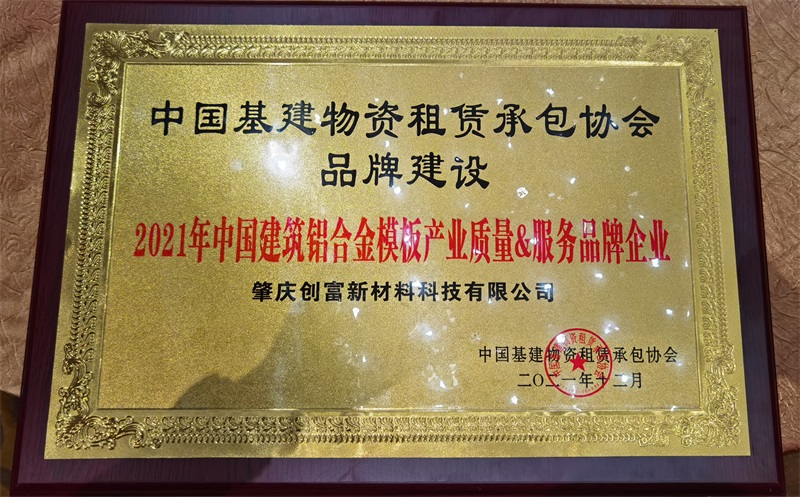 中国基建物资租赁承包协会
品牌建设
2021年中国建筑铝合金模板产业质量&服务品牌企业
肇庆创富新材料科技有限公司
中国基建物资租赁承包协会
二〇二一年十二月